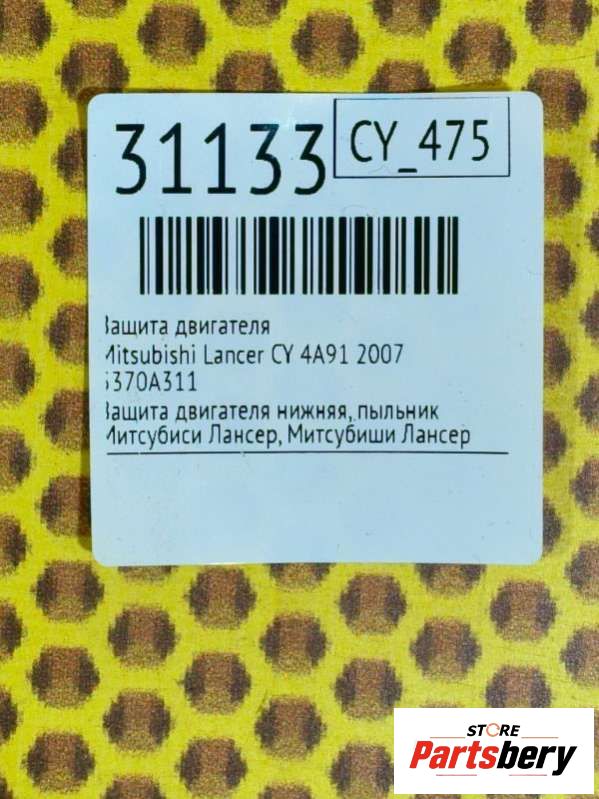 31133
CY_475
Защита двигателя
Mitsubishi Lancer CY 4A91 2007
5370A311
Защита двигателя нижняя, пыльник
Митсубиси Лансер, Митсубиши Лансер
STORE
Partsbery